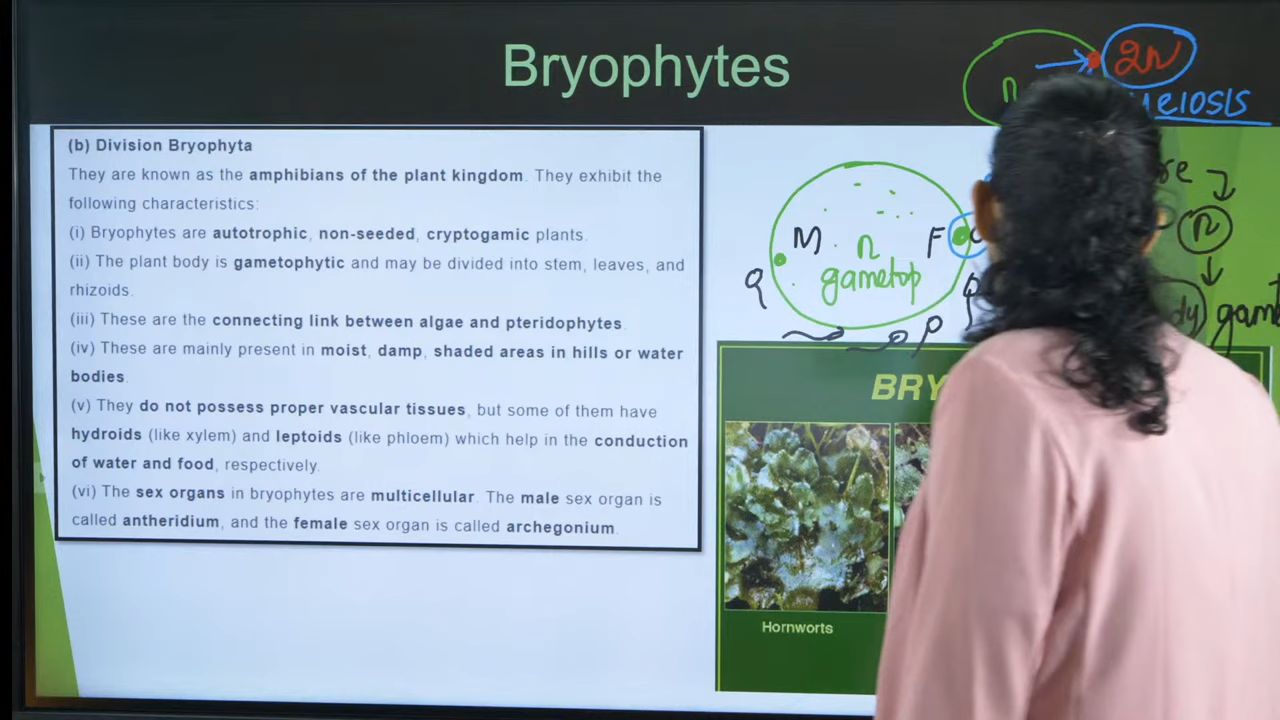 Bryophytes
n
2n
MEIOSIS
(b) Division Bryophyta
They are known as the amphibians of the plant kingdom. They exhibit the
following characteristics:
(i) Bryophytes are autotrophic, non-seeded, cryptogamic plants.
(ii) The plant body is gametophytic and may be divided into stem, leaves, and
rhizoids.
(iii) These are the connecting link between algae and pteridophytes.
(iv) These are mainly present in moist, damp, shaded areas in hills or water
bodies.
(v) They do not possess proper vascular tissues, but some of them have
hydroids (like xylem) and leptoids (like phloem) which help in the conduction
of water and food, respectively.
(vi) The sex organs in bryophytes are multicellular. The male sex organ is
called antheridium, and the female sex organ is called archegonium.
M n F
gametop
re
n
dy) gamet
BRY
Hornworts